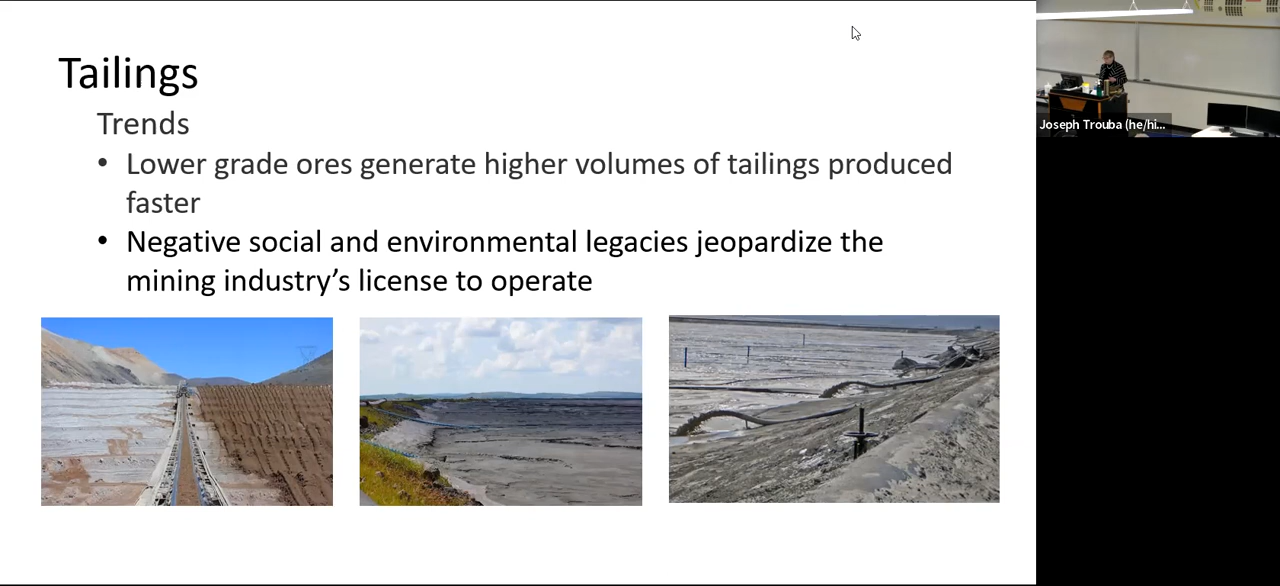 Tailings
Trends
• Lower grade ores generate higher volumes of tailings produced
faster
• Negative social and environmental legacies jeopardize the
mining industry’s license to operate
Joseph Trouba (he/hi...